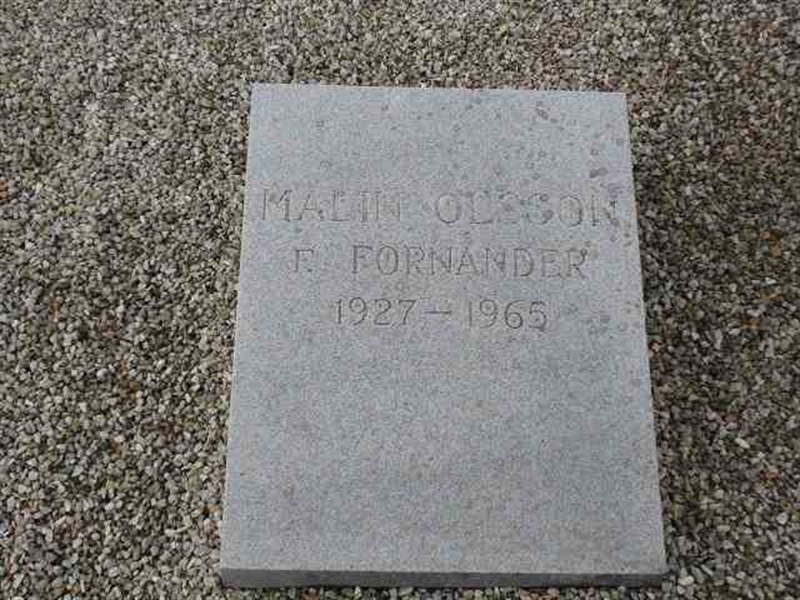 MALIN OLSSON
F. FORNANDER
1927-1965